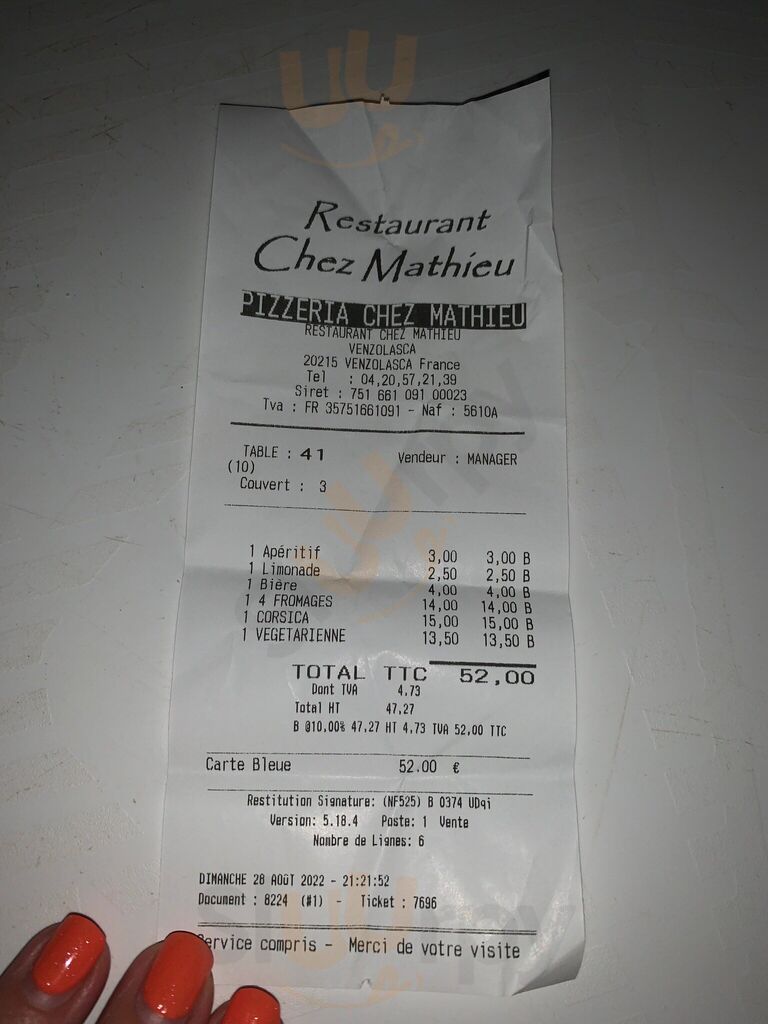 Restaurant
Chez Mathieu
PIZZERIA CHEZ MATHIEU
RESTAURANT CHEZ MATHIEU
VENZOLASCA
20215 VENZOLASCA France
Tel : 04,20,57,21,39
Siret : 751 661 091 00023
Tva : FR 35751661091 - Naf : 5610A
TABLE : 41 Vendeur : MANAGER
(10)
Couvert : 3
1 Apéritif 3,00 3,00 B
1 Limonade 2,50 2,50 B
1 Bière 4,00 4,00 B
1 4 FROMAGES 14,00 14,00 B
1 CORSICA 15,00 15,00 B
1 VEGETARIENNE 13,50 13,50 B
TOTAL TTC 52,00
Dont TVA 4,73
Total HT 47,27
B @10,00% 47,27 HT 4,73 TVA 52,00 TTC
Carte Bleue 52.00 €
Restitution Signature: (NF525) B 0374 UDqi
Version: 5.18.4 Poste: 1 Vente
Nombre de Lignes: 6
DIMANCHE 28 AOÛT 2022 - 21:21:52
Document : 8224 (#1) - Ticket : 7696
Service compris - Merci de votre visite